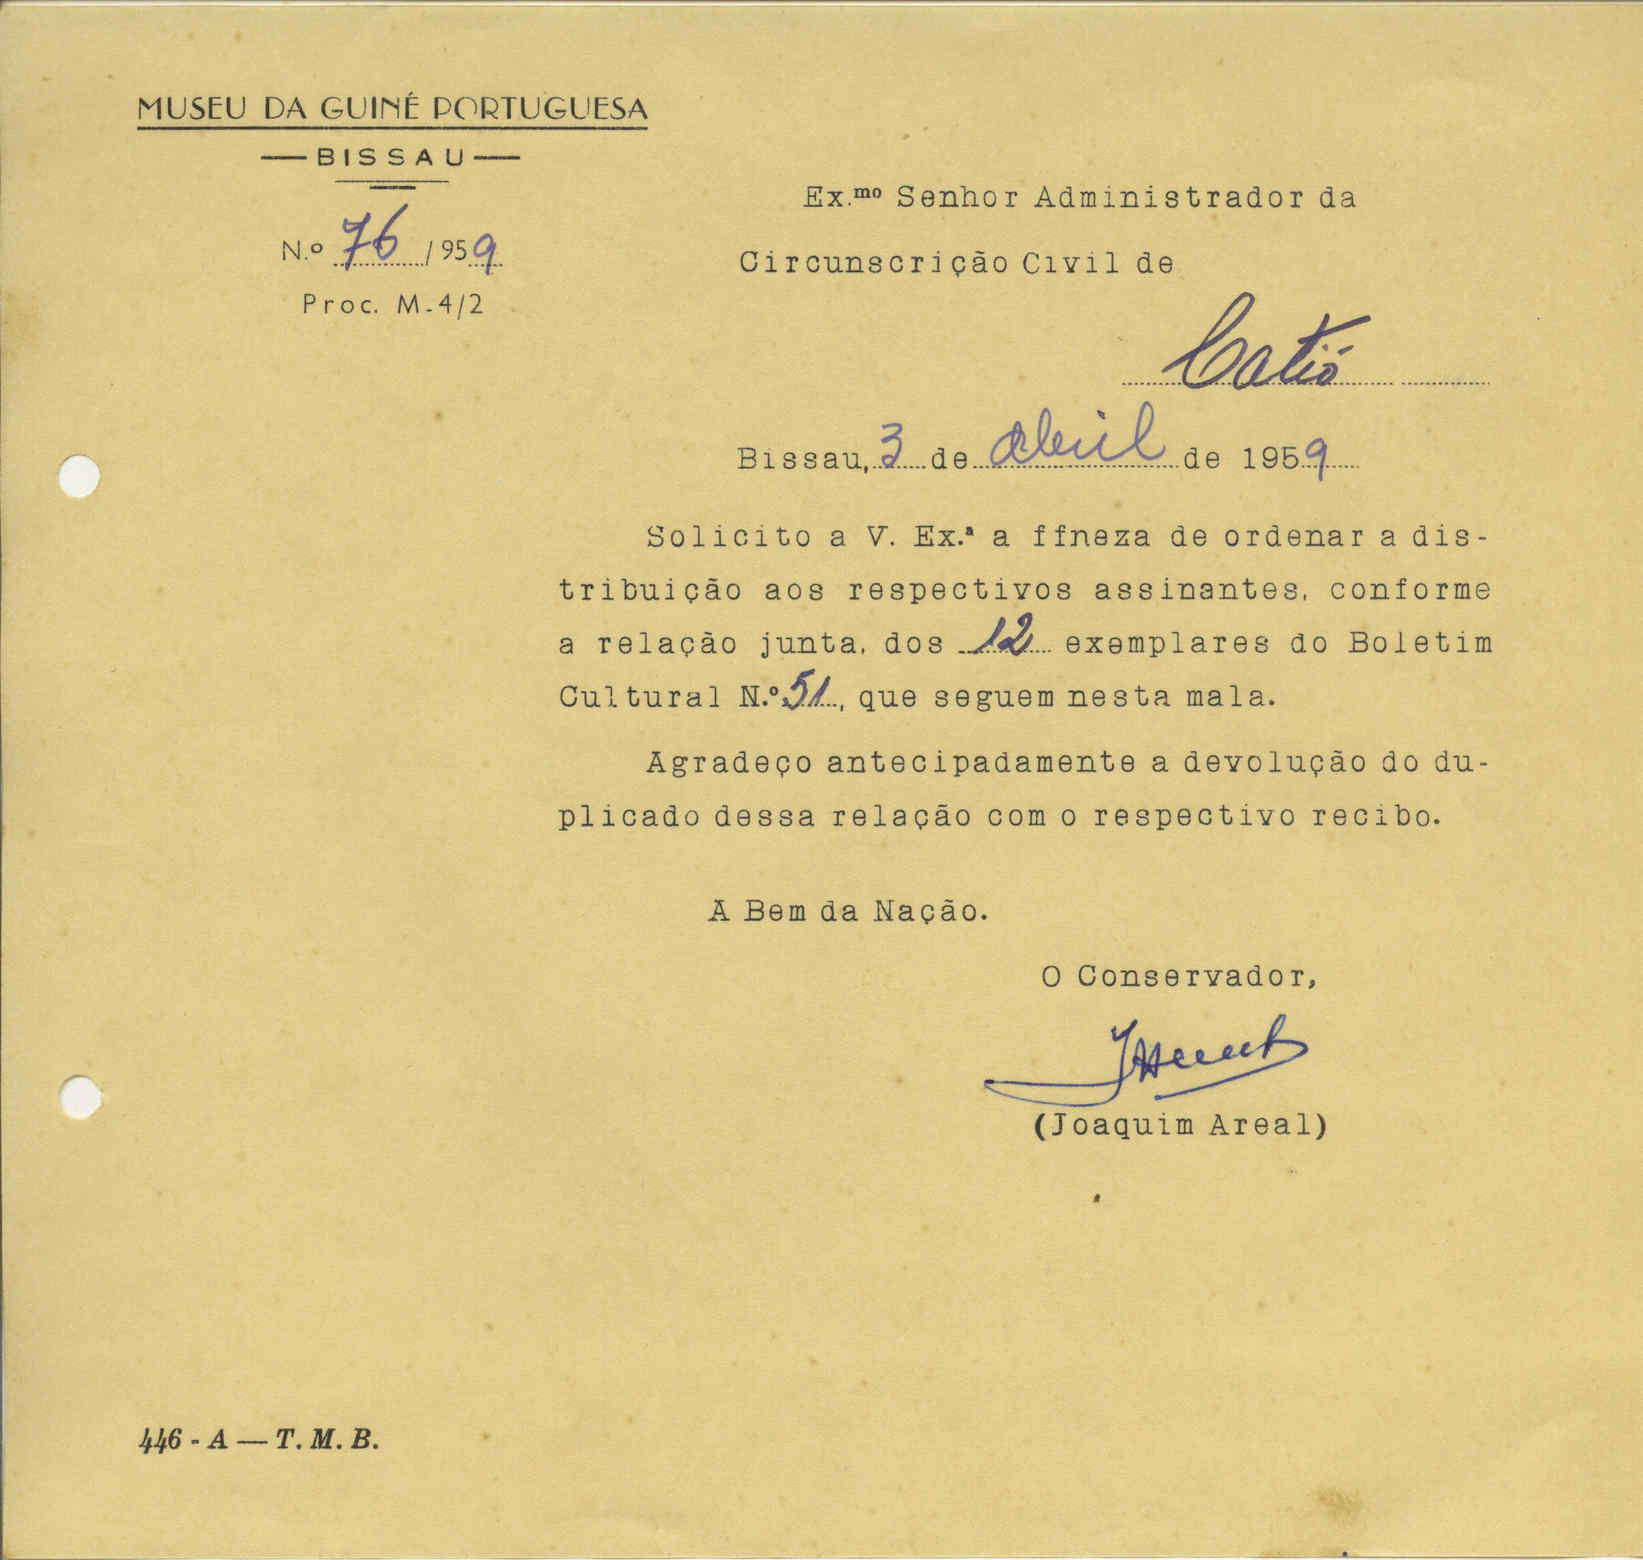 MUSEU DA GUINÉ PORTUGUESA
— BISSAU —
N.º 76 / 959
Proc. M-4/2
Ex.ᵐᵒ Senhor Administrador da
Circunscrição Civil de
Catió
Bissau, 3 de abril de 1959
Solicito a V. Ex.ª a ffneza de ordenar a dis-
tribuição aos respectivos assinantes, conforme
a relação junta, dos 12 exemplares do Boletim
Cultural N.º 51, que seguem nesta mala.
Agradeço antecipadamente a devolução do du-
plicado dessa relação com o respectivo recibo.
A Bem da Nação.
O Conservador,
(Joaquim Areal)
446 - A — T. M. B.